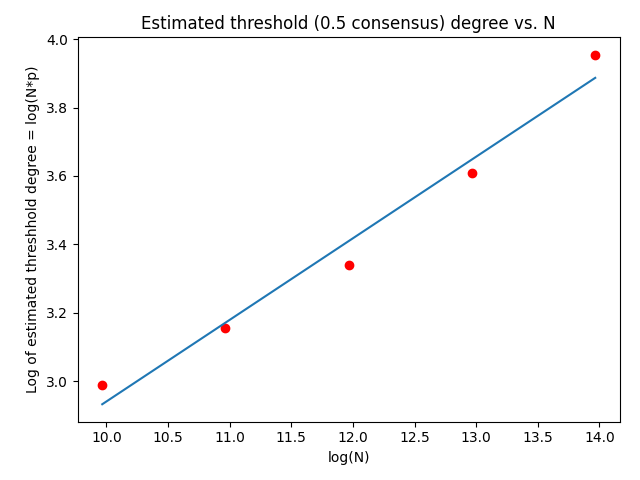 Estimated threshold (0.5 consensus) degree vs. N
Log of estimated threshhold degree = log(N*p)
4.0
3.8
3.6
3.4
3.2
3.0
10.0 10.5 11.0 11.5 12.0 12.5 13.0 13.5 14.0
log(N)